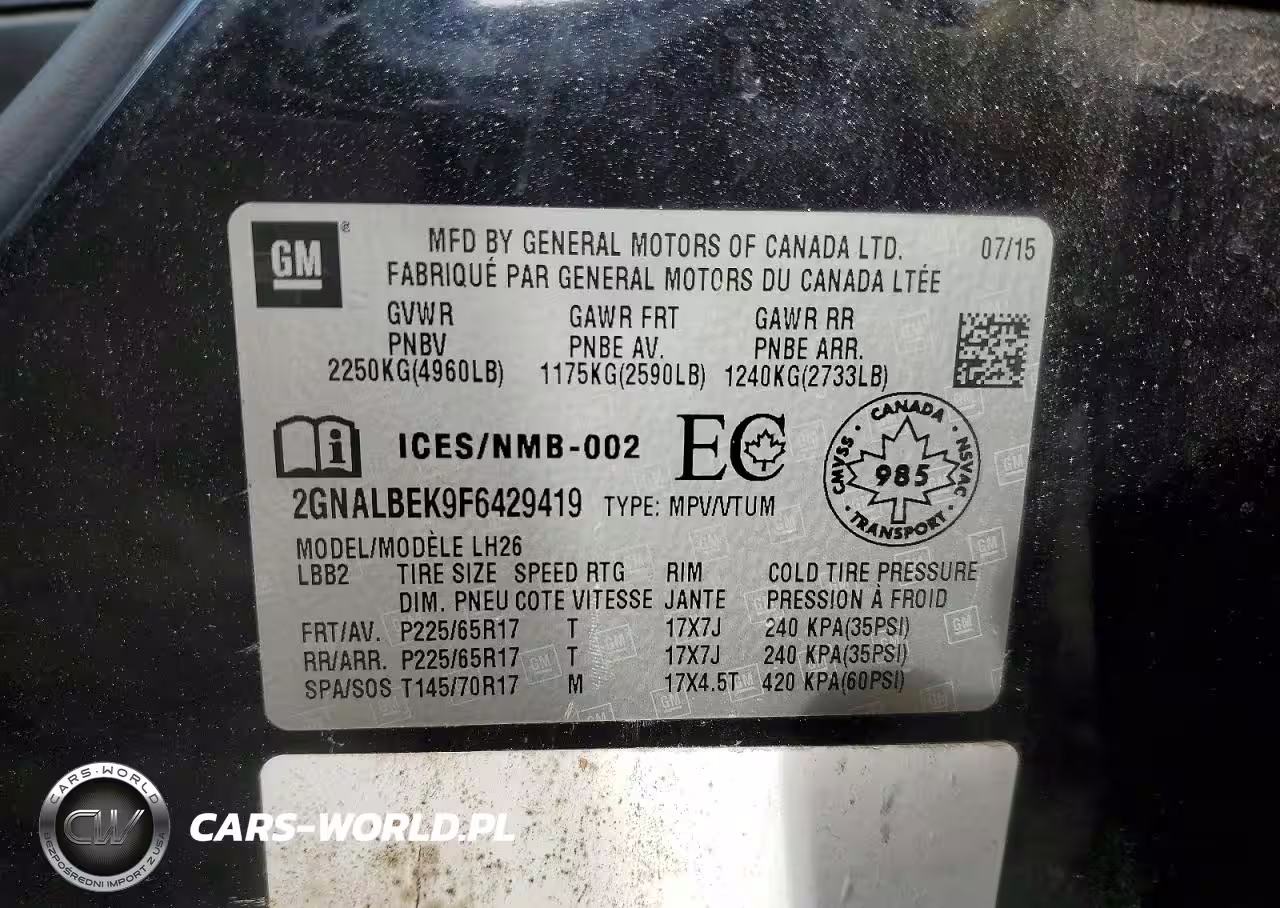 GM ®
MFD BY GENERAL MOTORS OF CANADA LTD. 07/15
FABRIQUÉ PAR GENERAL MOTORS DU CANADA LTÉE
GVWR GAWR FRT GAWR RR
PNBV PNBE AV. PNBE ARR.
2250KG(4960LB) 1175KG(2590LB) 1240KG(2733LB)
i ICES/NMB-002 EC
CANADA
CMVSS · 985 · NSVAC
TRANSPORT
2GNALBEK9F6429419 TYPE: MPV/VTUM
MODEL/MODÈLE LH26
LBB2 TIRE SIZE SPEED RTG RIM COLD TIRE PRESSURE
DIM. PNEU COTE VITESSE JANTE PRESSION À FROID
FRT/AV. P225/65R17 T 17X7J 240 KPA(35PSI)
RR/ARR. P225/65R17 T 17X7J 240 KPA(35PSI)
SPA/SOS T145/70R17 M 17X4.5T 420 KPA(60PSI)
CARS-WORLD
CW
BEZPOŚREDNI IMPORT Z USA
CARS-WORLD.PL